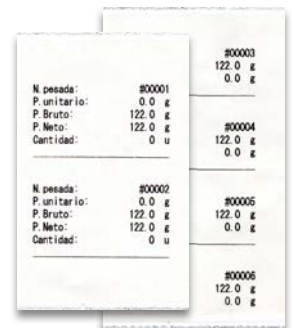 N. pesada: #00001
P. unitario: 0.0 g
P. Bruto: 122.0 g
P. Neto: 122.0 g
Cantidad: 0 u
N. pesada: #00002
P. unitario: 0.0 g
P. Bruto: 122.0 g
P. Neto: 122.0 g
Cantidad: 0 u
#00003
122.0 g
0.0 g
#00004
122.0 g
0.0 g
#00005
122.0 g
0.0 g
#00006
122.0 g
0.0 g